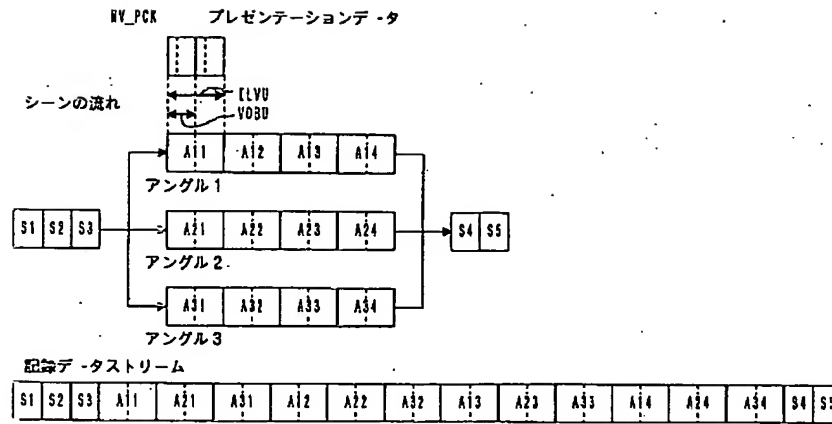 NV_PCK プレゼンテーションデ-タ
ILVU
シーンの流れ
VOBU
A11 A12 A13 A14
アングル1
S1 S2 S3 A21 A22 A23 A24 S4 S5
アングル2
A31 A32 A33 A34
アングル3
記録デ-タストリーム
S1 S2 S3 A11 A21 A31 A12 A22 A32 A13 A23 A33 A14 A24 A34 S4 S5